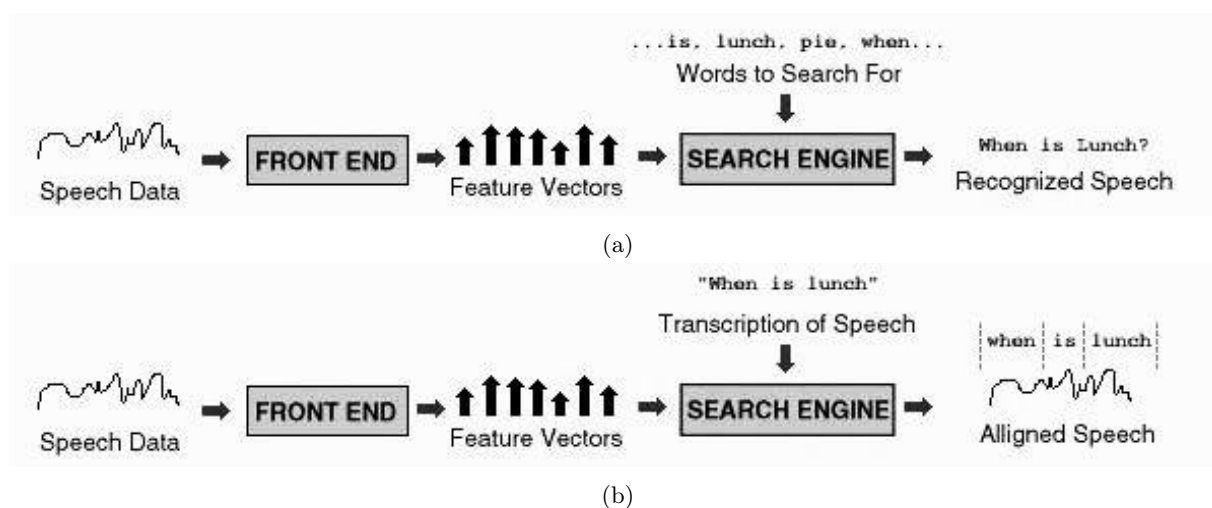 ...is, lunch, pie, when...
Words to Search For
FRONT END
SEARCH ENGINE
When is Lunch?
Speech Data
Feature Vectors
Recognized Speech
(a)
"When is lunch"
Transcription of Speech
when is lunch
FRONT END
SEARCH ENGINE
Speech Data
Feature Vectors
Alligned Speech
(b)